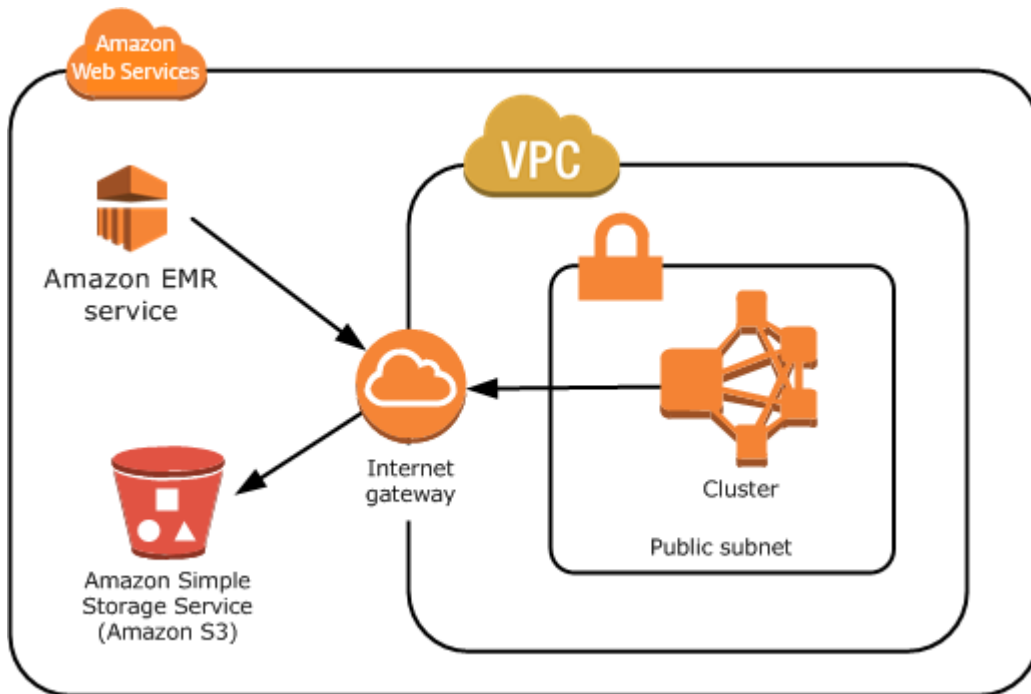 Amazon
Web Services
VPC
Amazon EMR
service
Internet
gateway
Cluster
Public subnet
Amazon Simple
Storage Service
(Amazon S3)